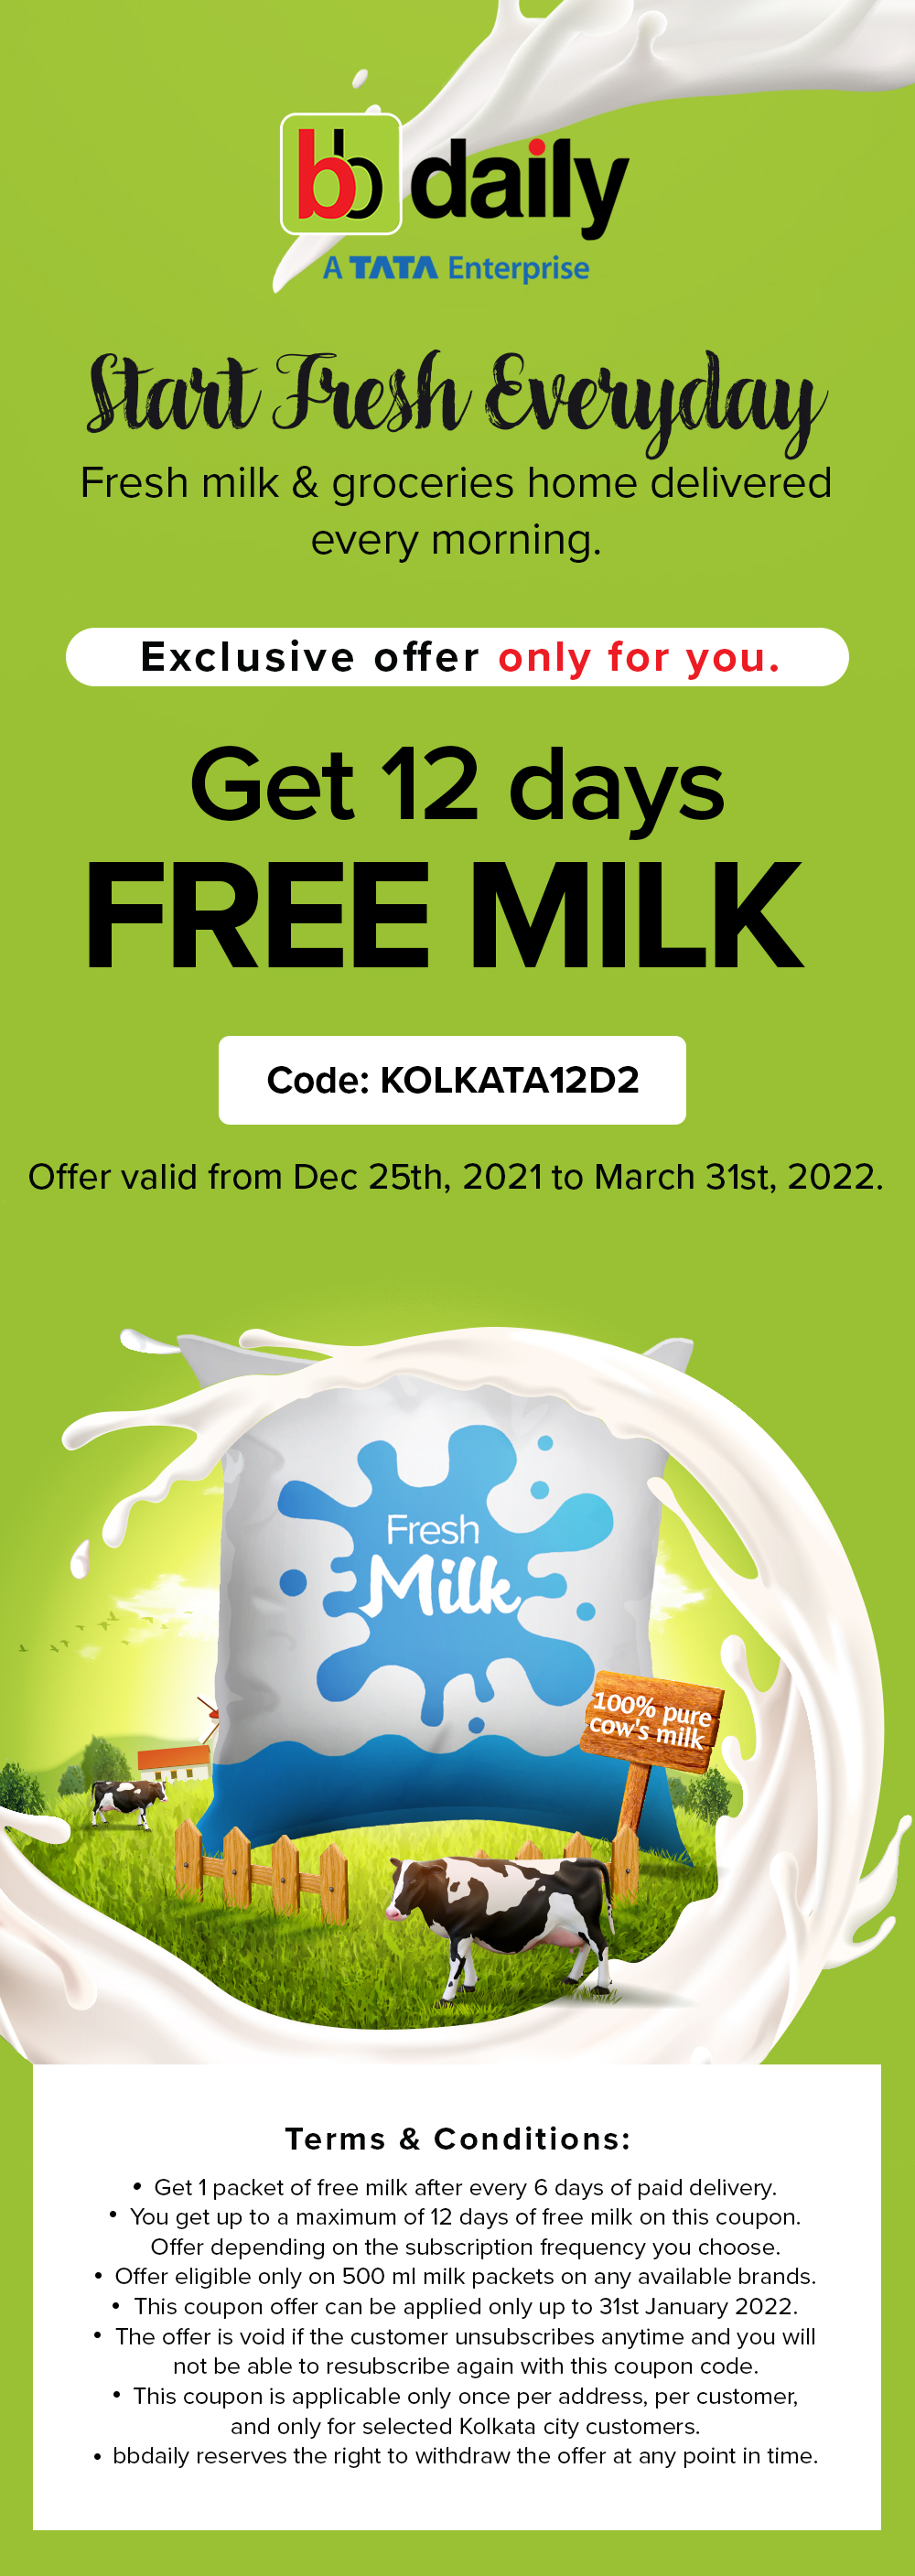 bb daily
A TATA Enterprise
Start Fresh Everyday
Fresh milk & groceries home delivered
every morning.
Exclusive offer only for you.
Get 12 days
FREE MILK
Code: KOLKATA12D2
Offer valid from Dec 25th, 2021 to March 31st, 2022.
Fresh
Milk
100% pure
cow's milk
Terms & Conditions:
• Get 1 packet of free milk after every 6 days of paid delivery.
• You get up to a maximum of 12 days of free milk on this coupon.
Offer depending on the subscription frequency you choose.
• Offer eligible only on 500 ml milk packets on any available brands.
• This coupon offer can be applied only up to 31st January 2022.
• The offer is void if the customer unsubscribes anytime and you will
not be able to resubscribe again with this coupon code.
• This coupon is applicable only once per address, per customer,
and only for selected Kolkata city customers.
• bbdaily reserves the right to withdraw the offer at any point in time.